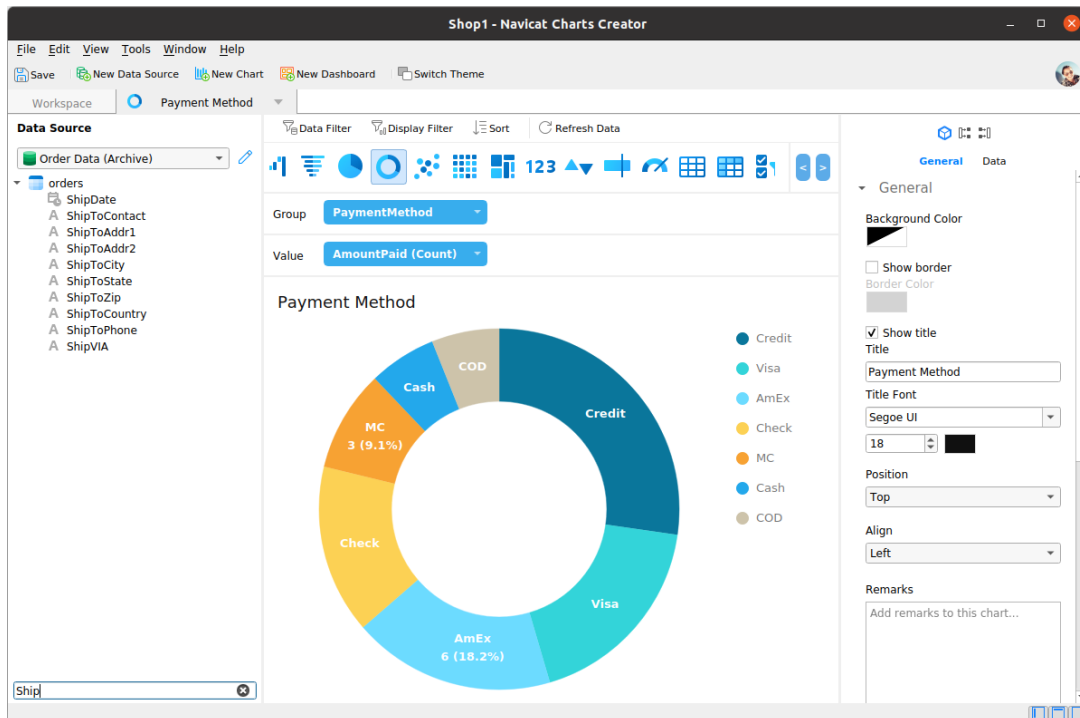 Shop1 - Navicat Charts Creator
File Edit View Tools Window Help
Save New Data Source New Chart New Dashboard Switch Theme
Workspace Payment Method
Data Source
Order Data (Archive)
orders
ShipDate
A ShipToContact
A ShipToAddr1
A ShipToAddr2
A ShipToCity
A ShipToState
A ShipToZip
A ShipToCountry
A ShipToPhone
A ShipVIA
Ship
Data Filter Display Filter Sort Refresh Data
123
< >
Group PaymentMethod
Value AmountPaid (Count)
Payment Method
COD
Cash
Credit
MC
3 (9.1%)
Check
Visa
AmEx
6 (18.2%)
Credit
Visa
AmEx
Check
MC
Cash
COD
General Data
General
Background Color
Show border
Border Color
Show title
Title
Payment Method
Title Font
Segoe UI
18
Position
Top
Align
Left
Remarks
Add remarks to this chart...